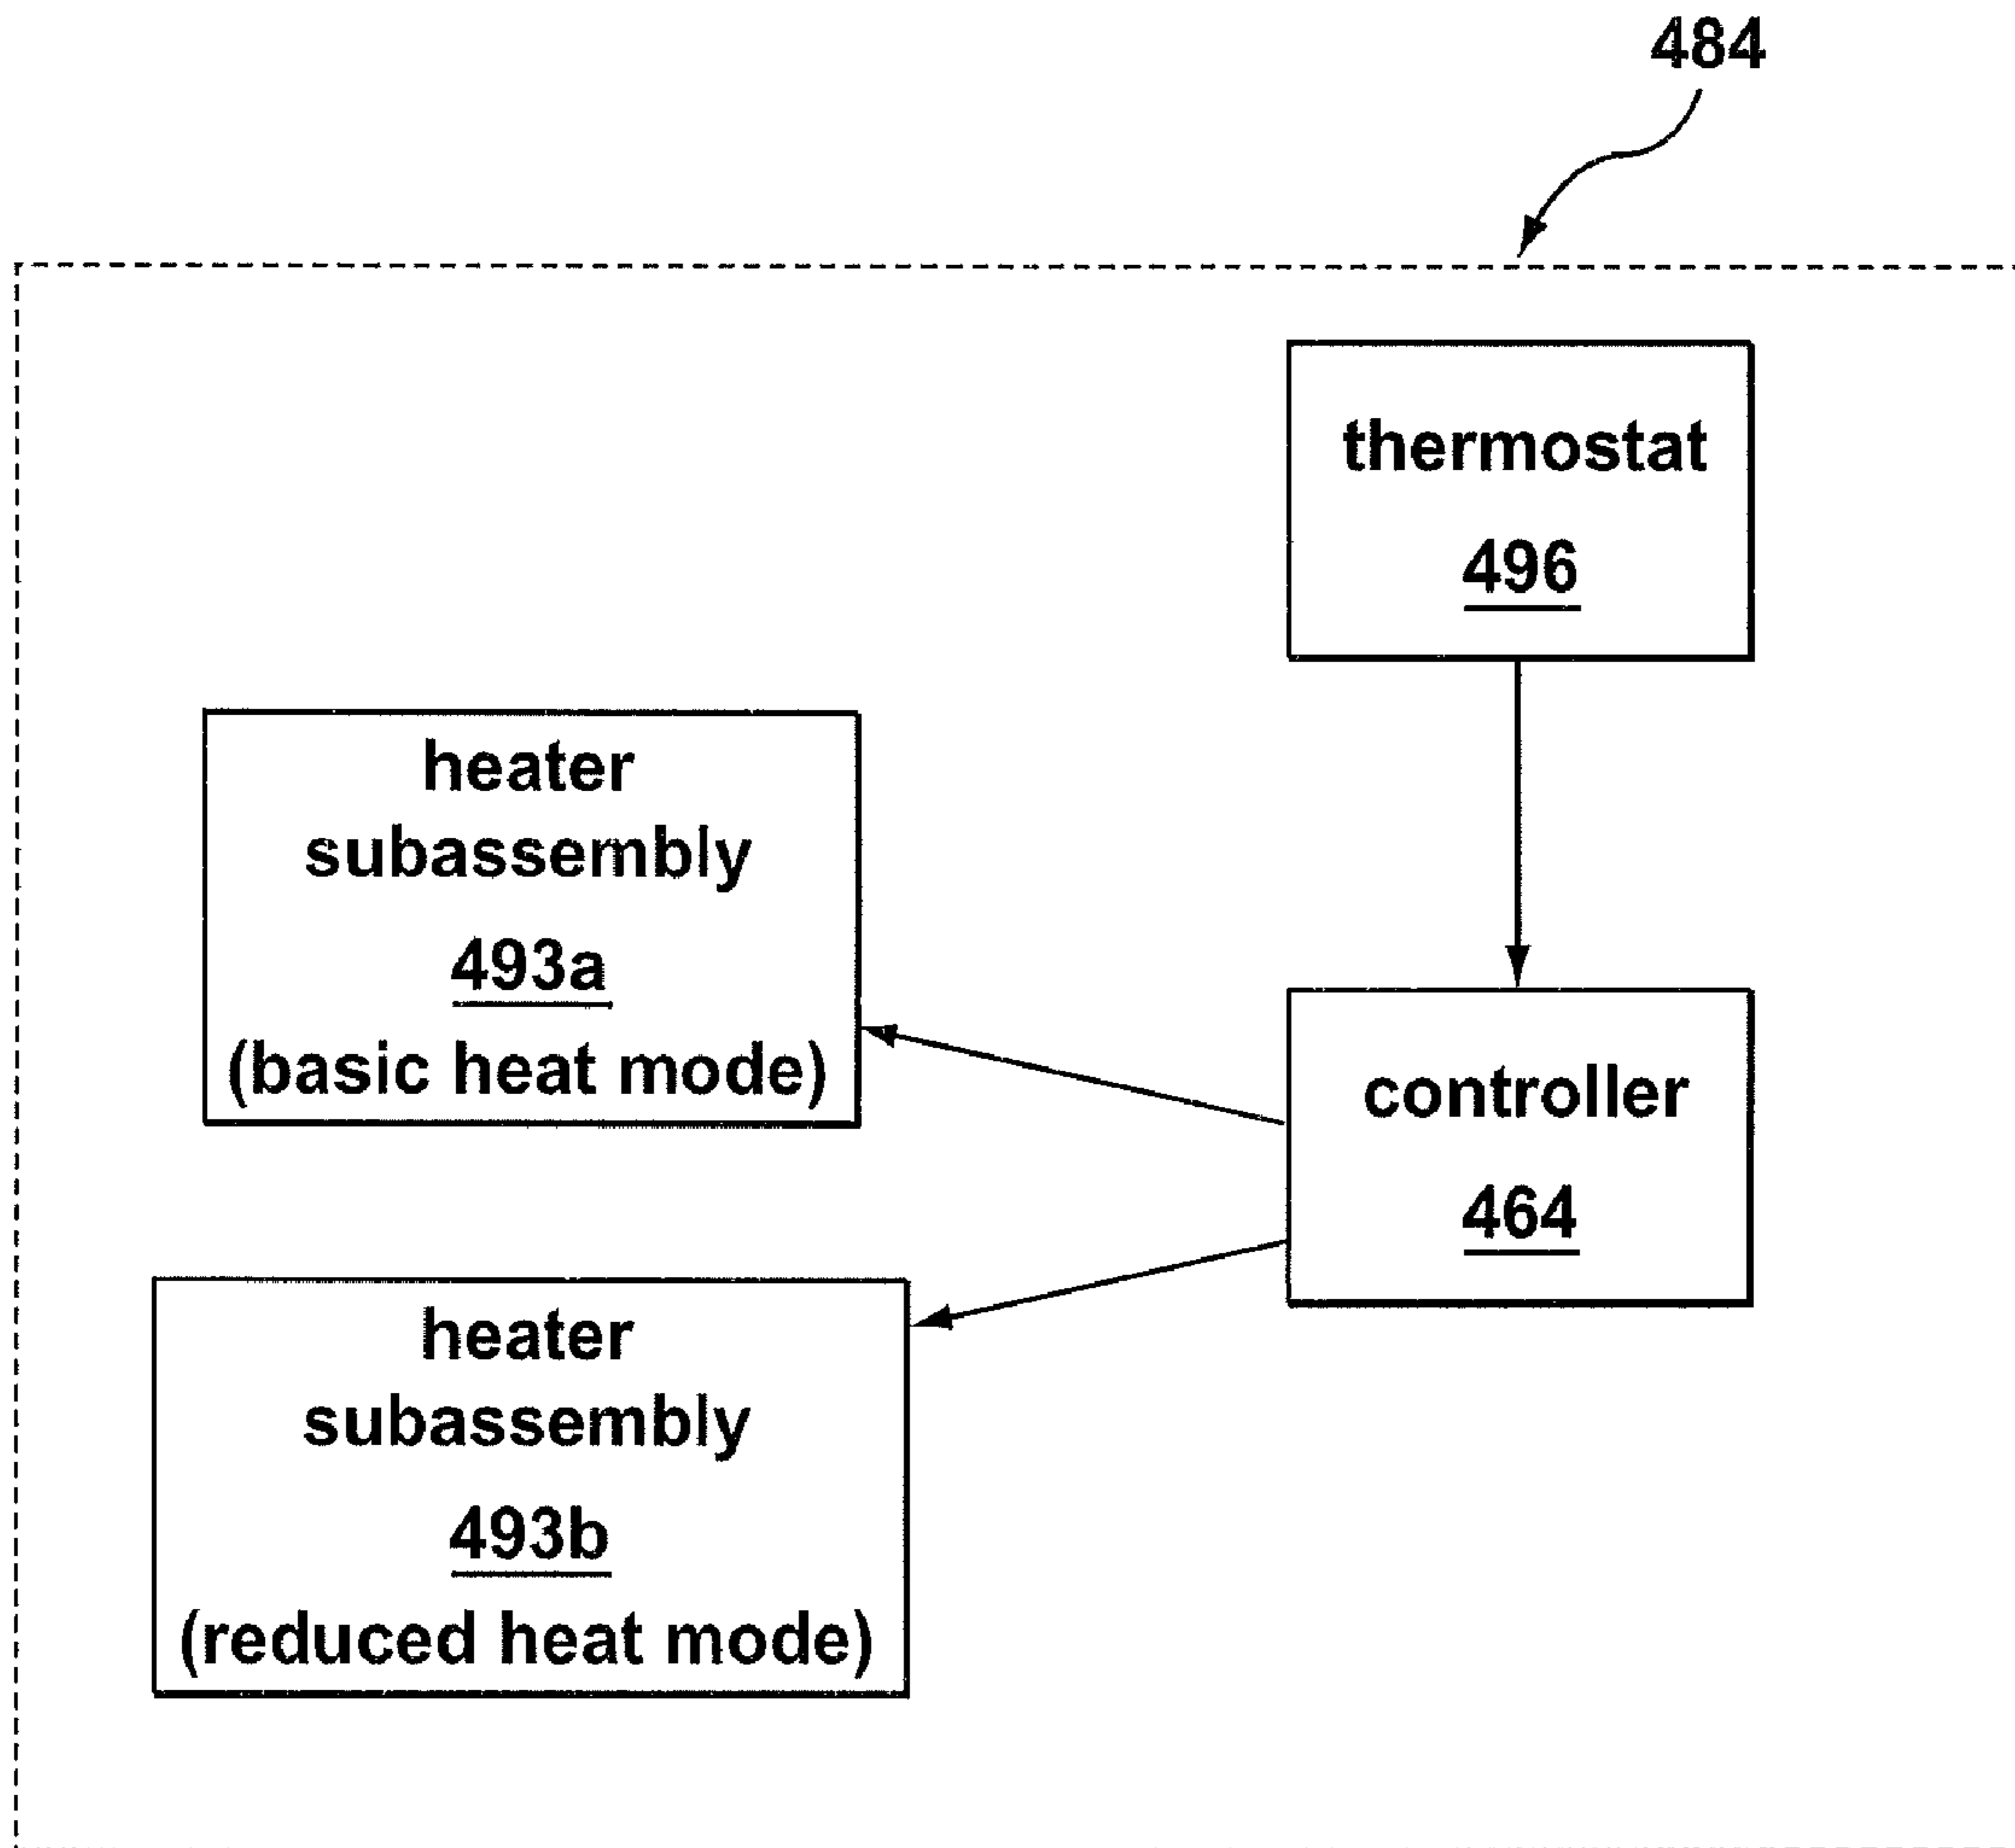 484
thermostat
496
heater
subassembly
493a
(basic heat mode)
controller
464
heater
subassembly
493b
(reduced heat mode)